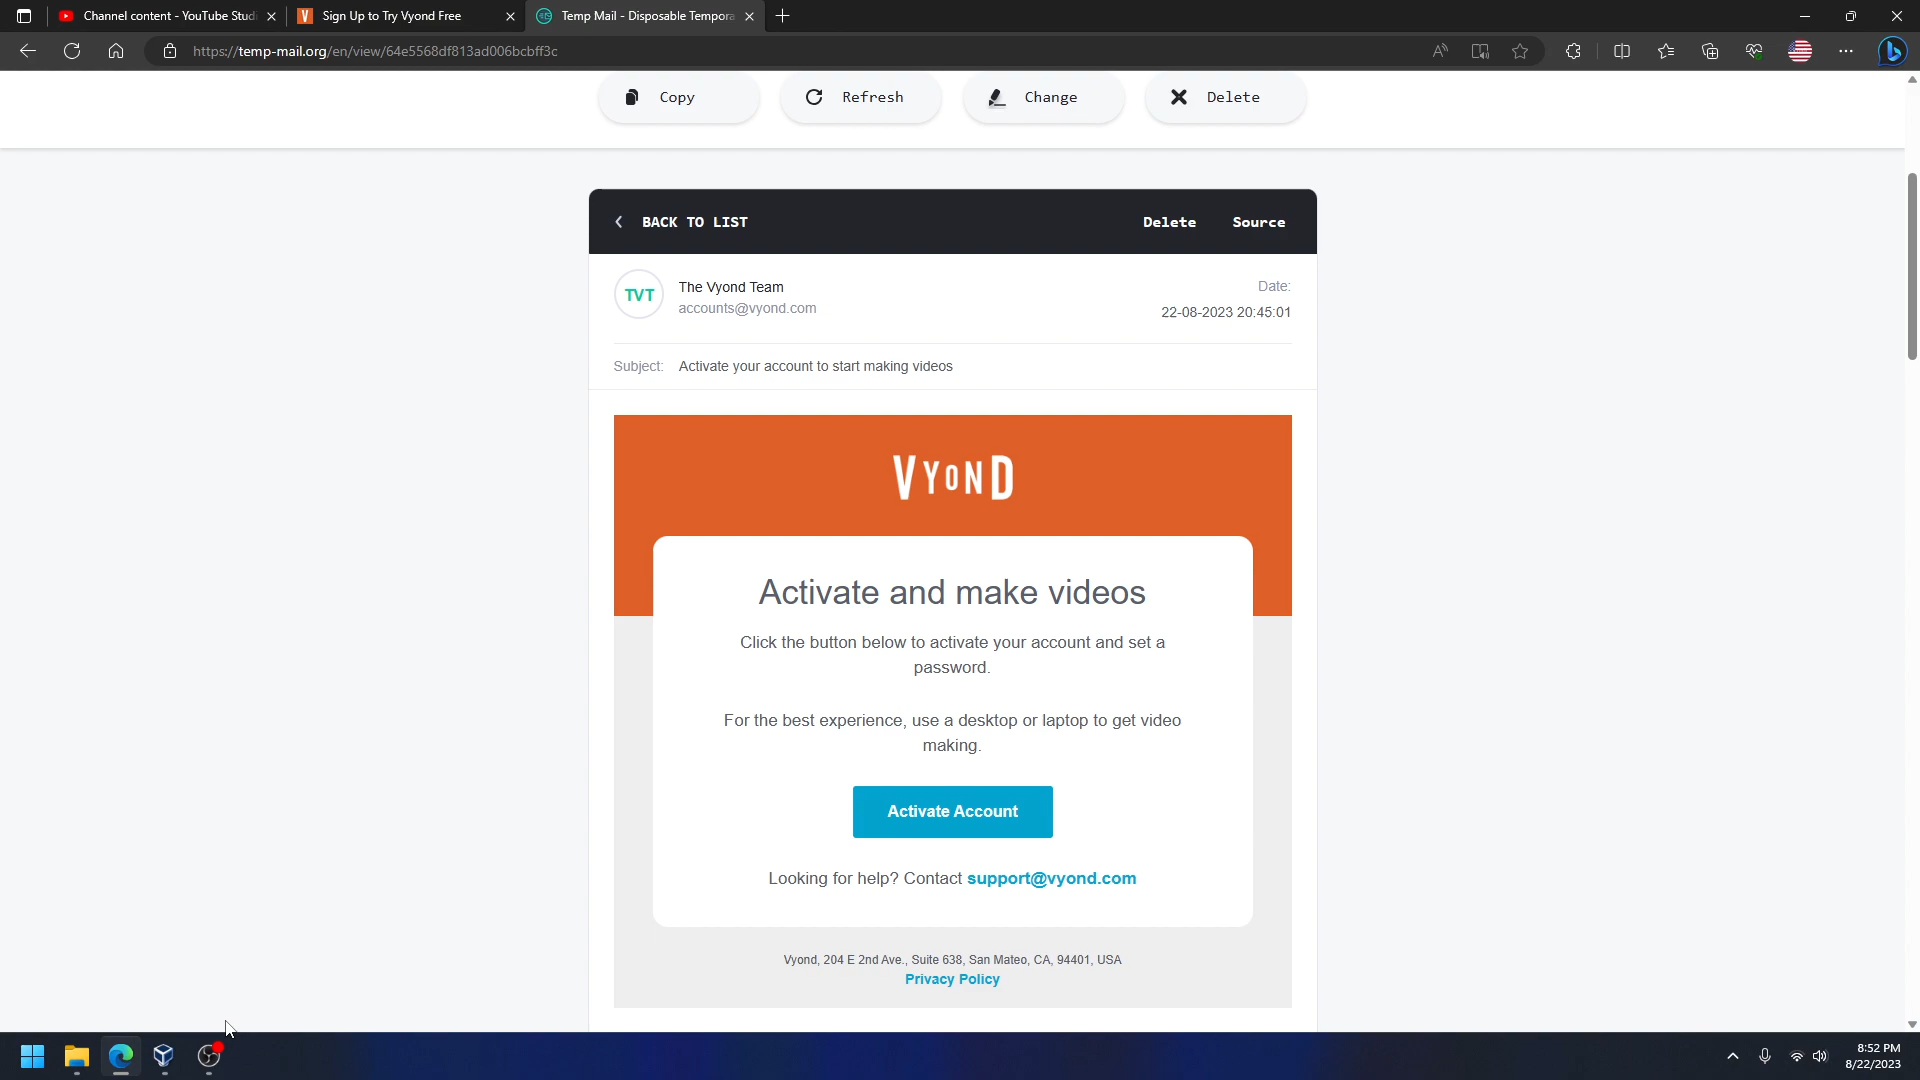 Channel content - YouTube Studi
Sign Up to Try Vyond Free
Temp Mail - Disposable Tempora
https://temp-mail.org/en/view/64e5568df813ad006bcbff3c
Copy
Refresh
Change
Delete
BACK TO LIST
Delete
Source
TVT
The Vyond Team
accounts@vyond.com
Date:
22-08-2023 20:45:01
Subject: Activate your account to start making videos
VYOND
Activate and make videos
Click the button below to activate your account and set a
password.
For the best experience, use a desktop or laptop to get video
making.
Activate Account
Looking for help? Contact support@vyond.com
Vyond, 204 E 2nd Ave., Suite 638, San Mateo, CA, 94401, USA
Privacy Policy
8:52 PM
8/22/2023